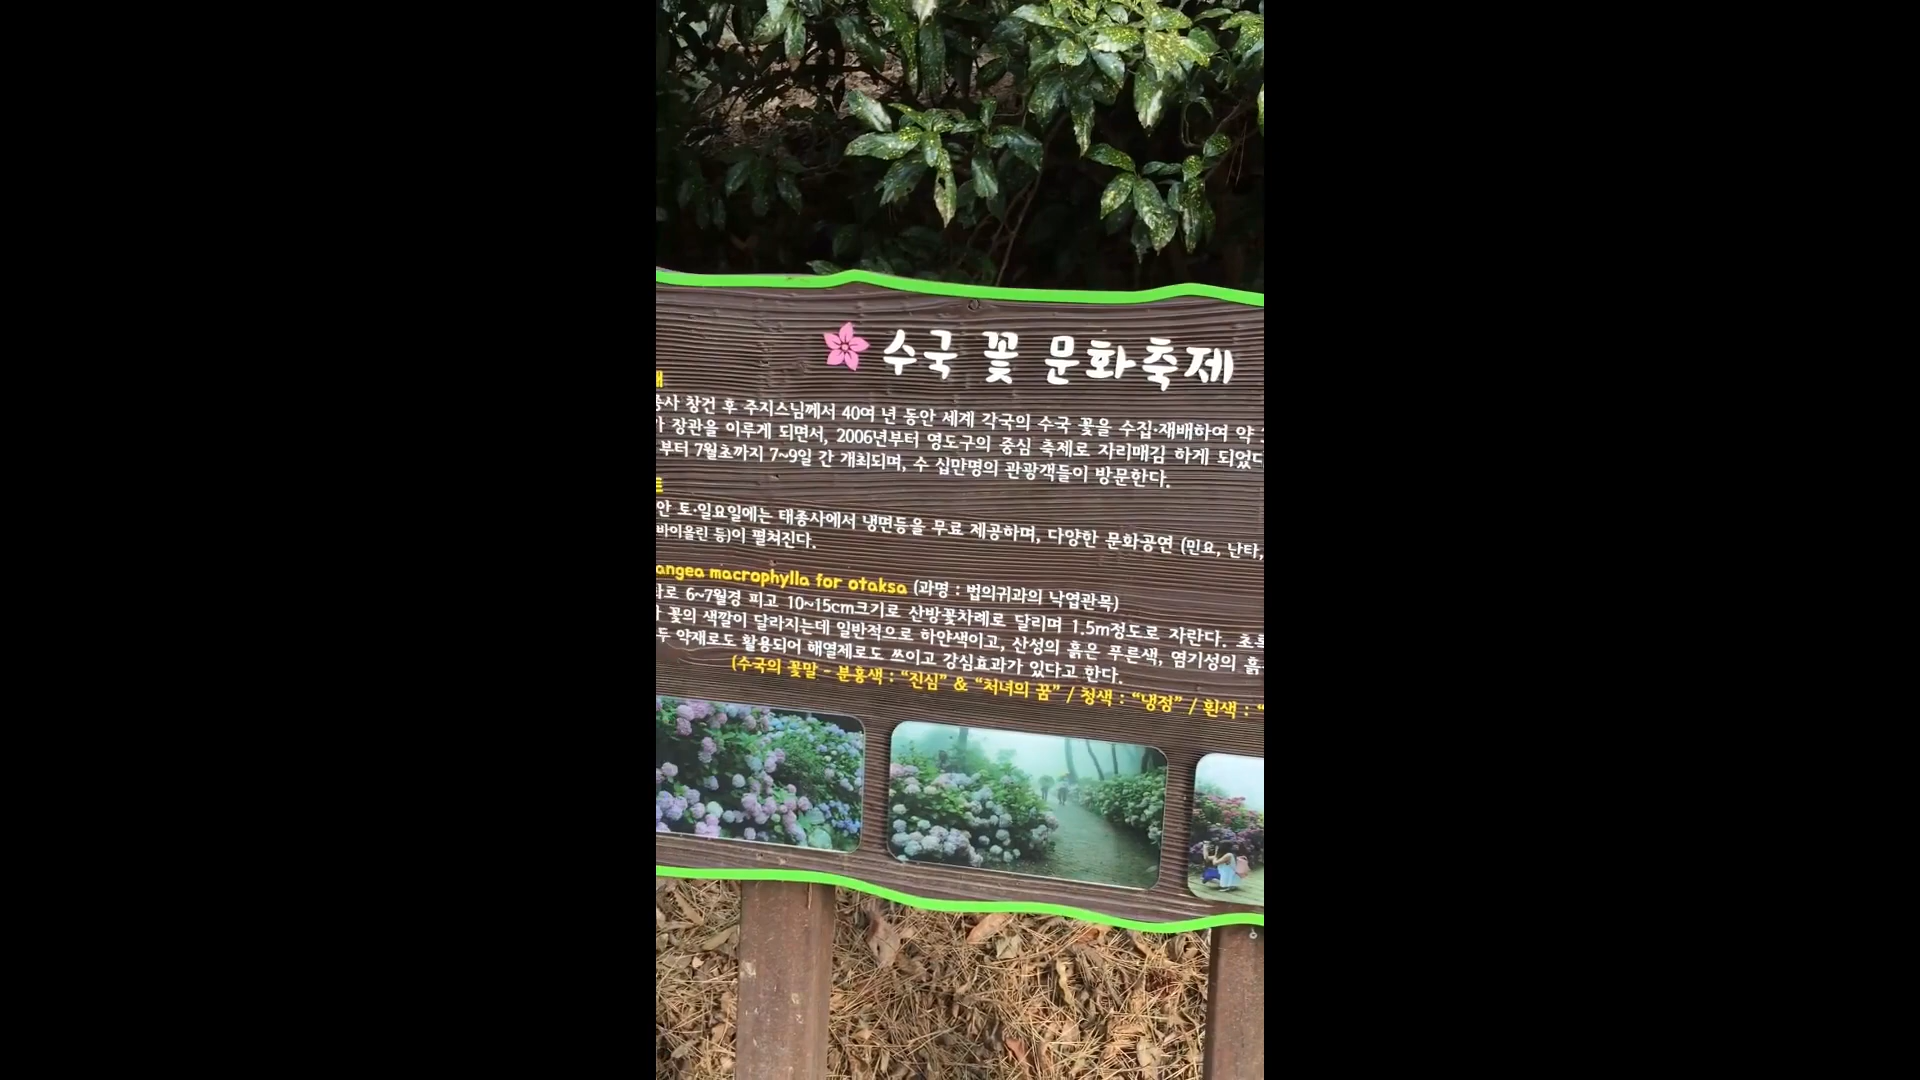 수국 꽃 문화축제
사 창건 후 주지스님께서 40여 년 동안 세계 각국의 수국 꽃을 수집·재배하여 약
장관을 이루게 되면서, 2006년부터 영도구의 중심 축제로 자리매김 하게 되었다
부터 7월초까지 7~9일 간 개최되며, 수 십만명의 관광객들이 방문한다.
안 토·일요일에는 태종사에서 냉면등을 무료 제공하며, 다양한 문화공연 (민요, 난타,
바이올린 등)이 펼쳐진다.
angea macrophylla for otaksa (과명 : 범의귀과의 낙엽관목)
로 6~7월경 피고 10~15cm크기로 산방꽃차례로 달리며 1.5m정도로 자란다. 초록
꽃의 색깔이 달라지는데 일반적으로 하얀색이고, 산성의 흙은 푸른색, 염기성의 흙
두 약재로도 활용되어 해열제로도 쓰이고 강심효과가 있다고 한다.
(수국의 꽃말 - 분홍색 : “진심” & “처녀의 꿈” / 청색 : “냉정” / 흰색 : “